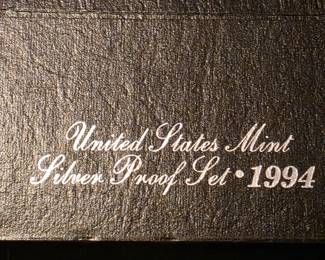 United States Mint
Silver Proof Set • 1994